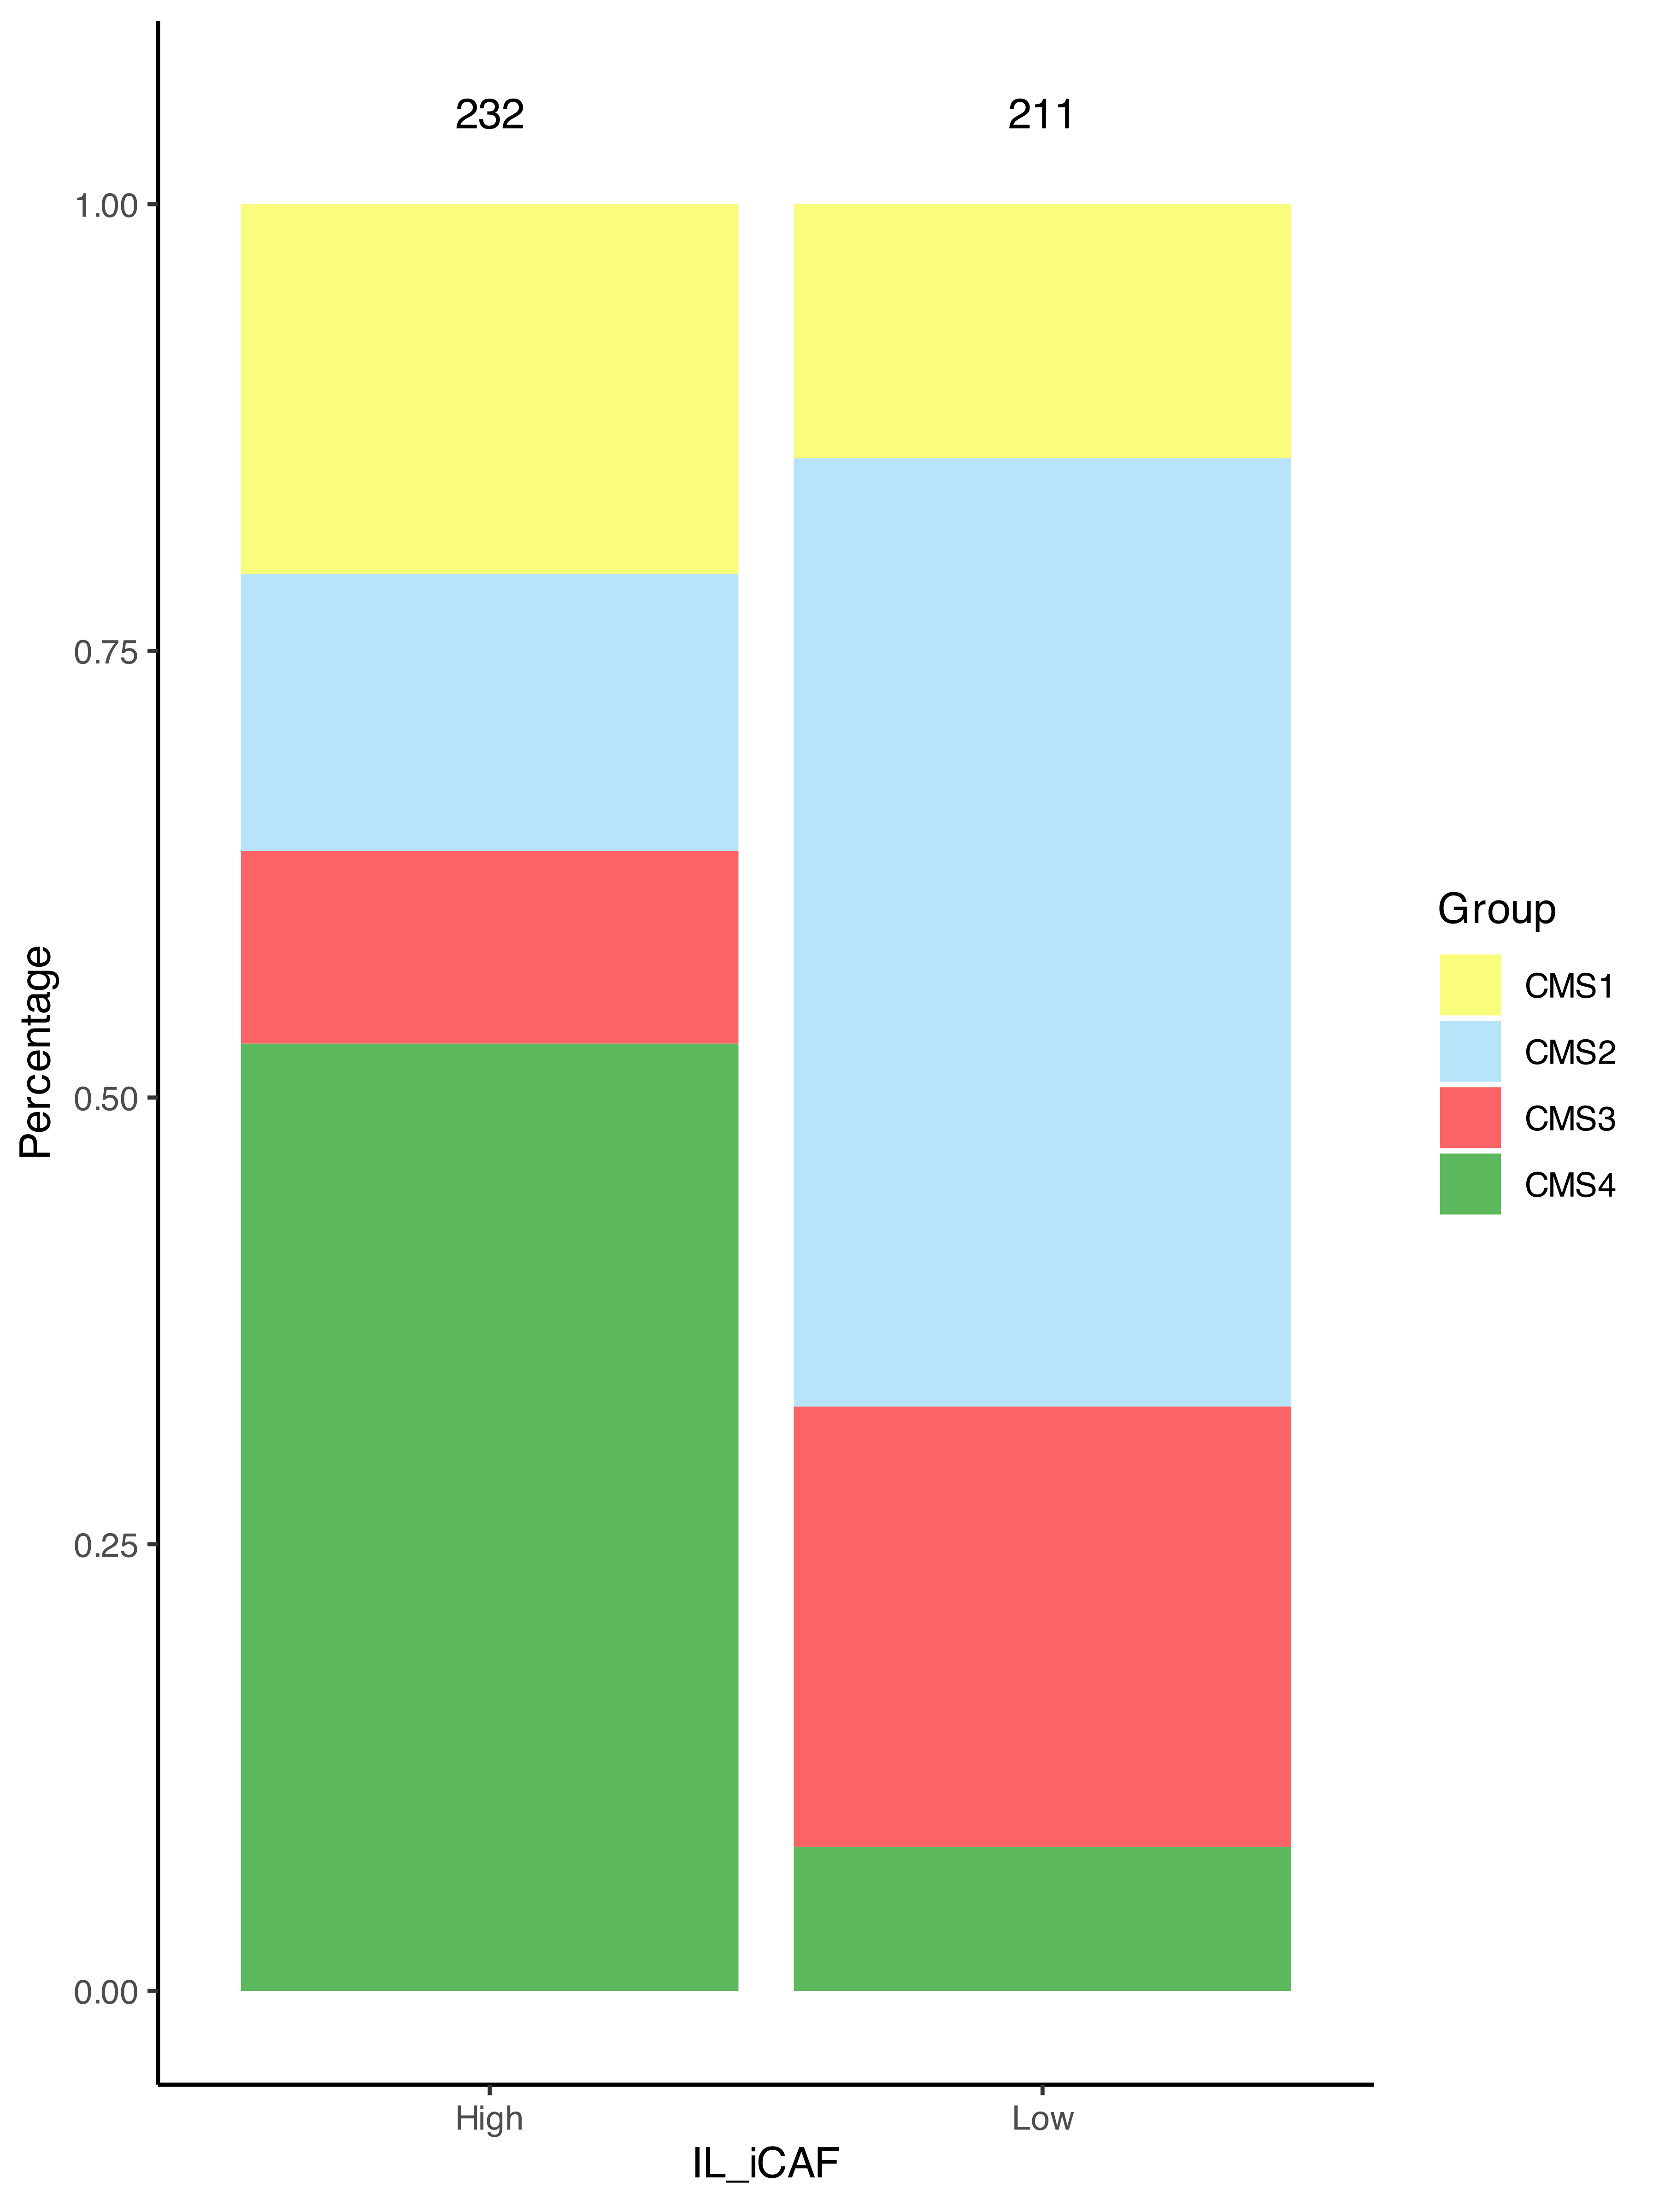 232
211
1.00
0.75
0.50
0.25
0.00
Percentage
High
Low
IL_iCAF
Group
CMS1
CMS2
CMS3
CMS4